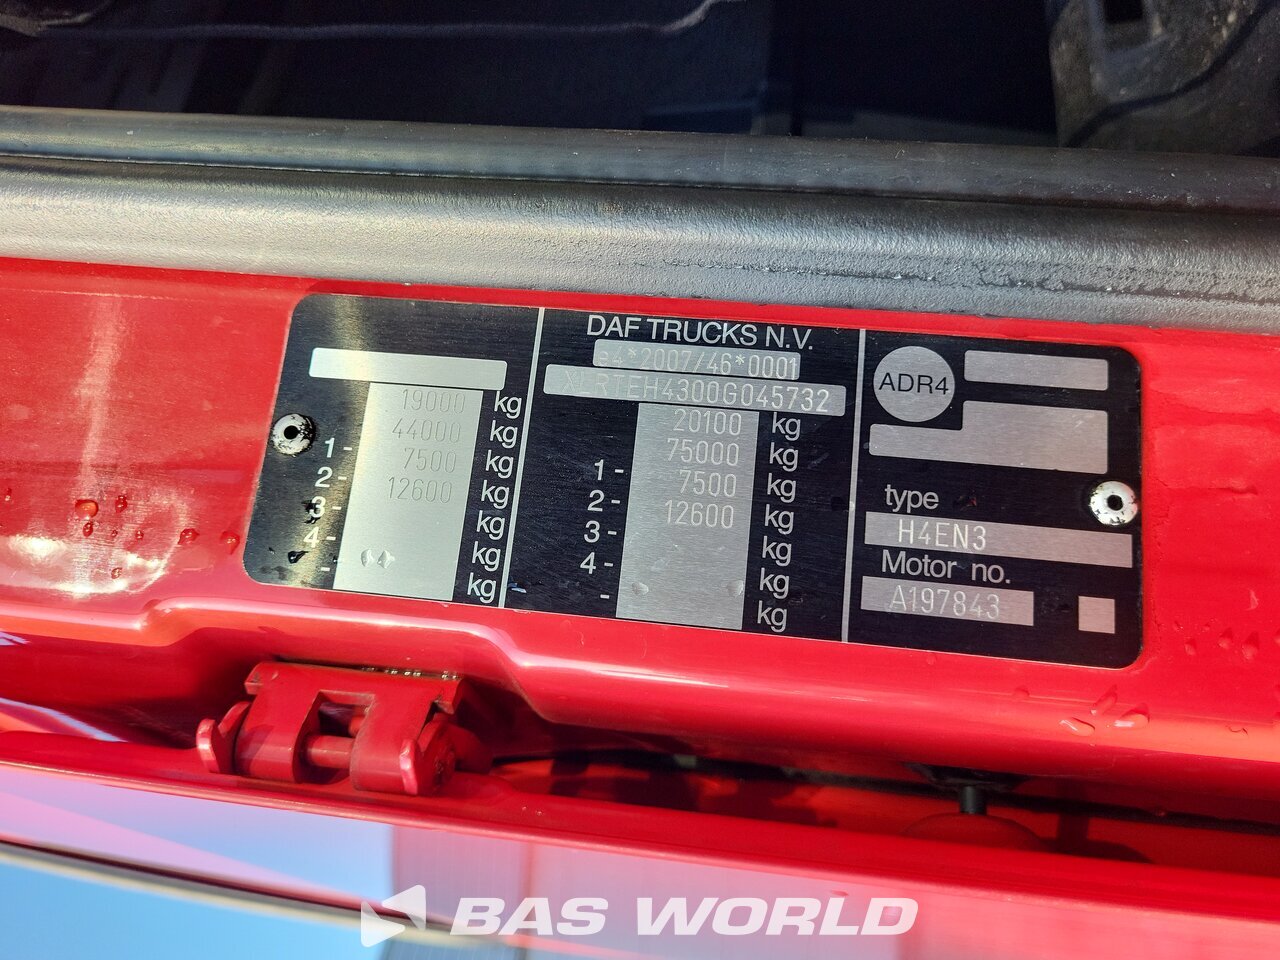 19000 kg
44000 kg
1- 7500 kg
2- 12600 kg
3- kg
4- kg
- kg
DAF TRUCKS N.V.
e4*2007/46*0001
XLRTEH4300G045732
20100 kg
75000 kg
1- 7500 kg
2- 12600 kg
3- kg
4- kg
- kg
ADR4
type
H4EN3
Motor no.
A197843
BAS WORLD